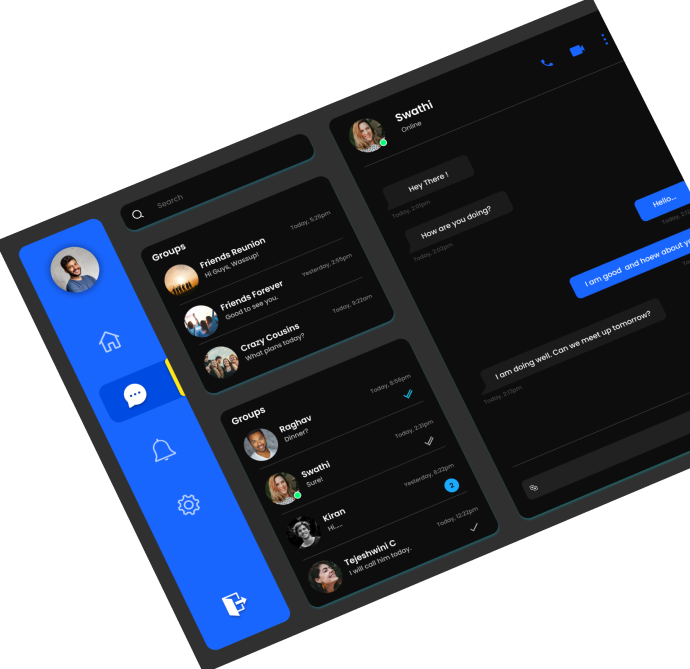 Search
Groups
Friends Reunion
Today, 5:25pm
Hi Guys, Wassup!
Friends Forever
Yesterday, 2:55pm
Good to see you.
Crazy Cousins
Today, 9:22am
What plans today?
Groups
Raghav
Today, 8:56pm
Dinner?
Swathi
Today, 2:31pm
Sure!
Kiran
Yesterday, 6:22pm
Hi.....
2
Tejeshwini C
Today, 12:22pm
I will call him today.
Swathi
Online
Hey There !
Today, 2:01pm
How are you doing?
Today, 2:02pm
Hello...
I am good and hoew about
I am doing well. Can we meet up tomorrow?
Today, 2:13pm